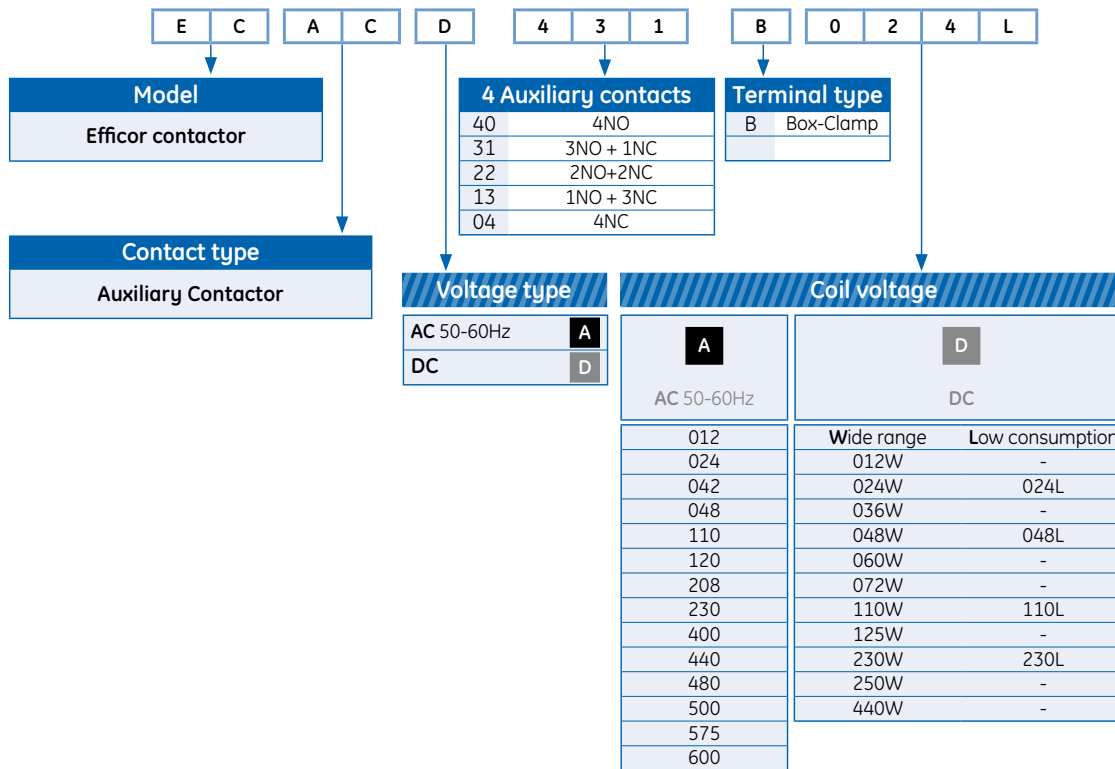 E C A C D 4 3 1 B 0 2 4 L
Model
Efficor contactor
4 Auxiliary contacts
40 4NO
31 3NO + 1NC
22 2NO+2NC
13 1NO + 3NC
04 4NC
Terminal type
B Box-Clamp
Contact type
Auxiliary Contactor
Voltage type
AC 50-60Hz A
DC D
Coil voltage
A D
AC 50-60Hz DC
012 Wide range Low consumption
024 012W -
042 024W 024L
048 036W -
110 048W 048L
120 060W -
208 072W -
230 110W 110L
400 125W -
440 230W 230L
480 250W -
500 440W -
575
600